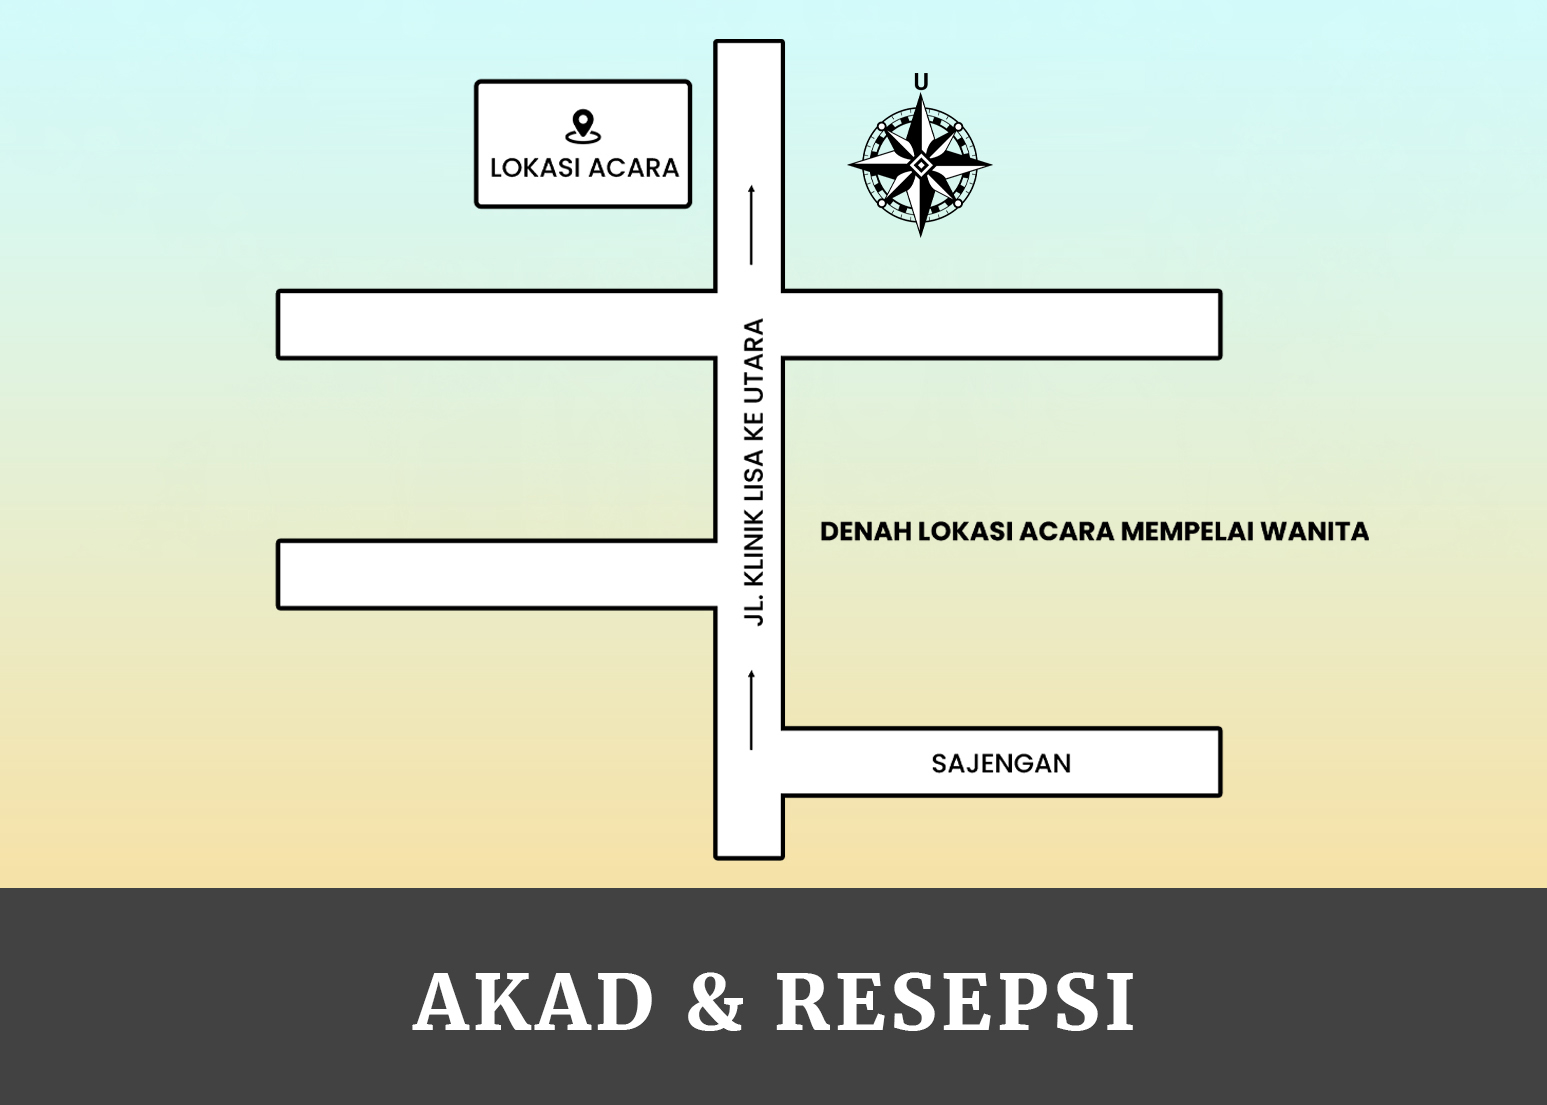 U
LOKASI ACARA
JL. KLINIK LISA KE UTARA
DENAH LOKASI ACARA MEMPELAI WANITA
SAJENGAN
AKAD & RESEPSI